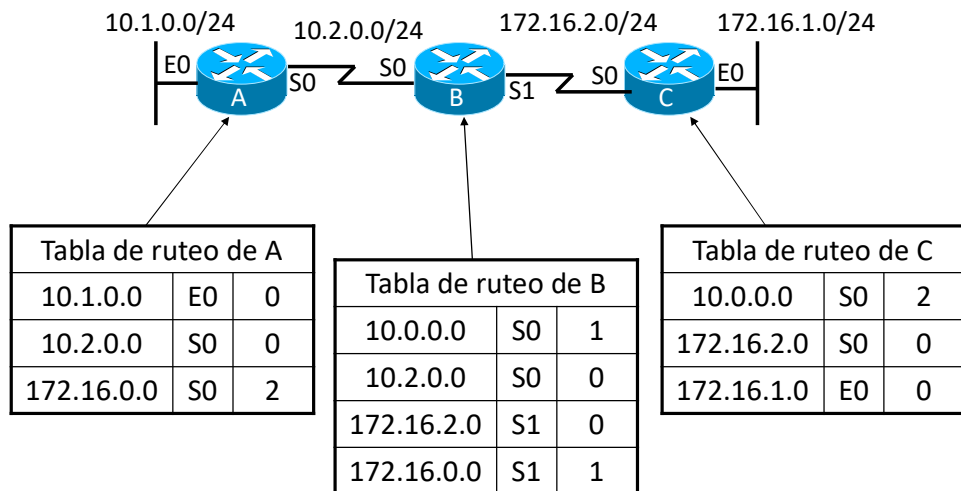 10.1.0.0/24
10.2.0.0/24
172.16.2.0/24
172.16.1.0/24
E0
A
S0
S0
B
S1
S0
C
E0
Tabla de ruteo de A
10.1.0.0 E0 0
10.2.0.0 S0 0
172.16.0.0 S0 2
Tabla de ruteo de B
10.0.0.0 S0 1
10.2.0.0 S0 0
172.16.2.0 S1 0
172.16.0.0 S1 1
Tabla de ruteo de C
10.0.0.0 S0 2
172.16.2.0 S0 0
172.16.1.0 E0 0